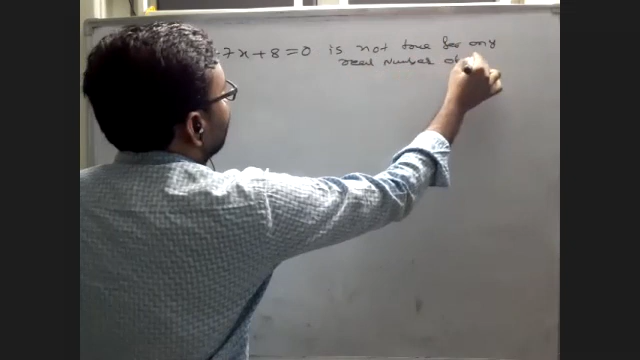 -7x+8=0 is not true for any
real number of